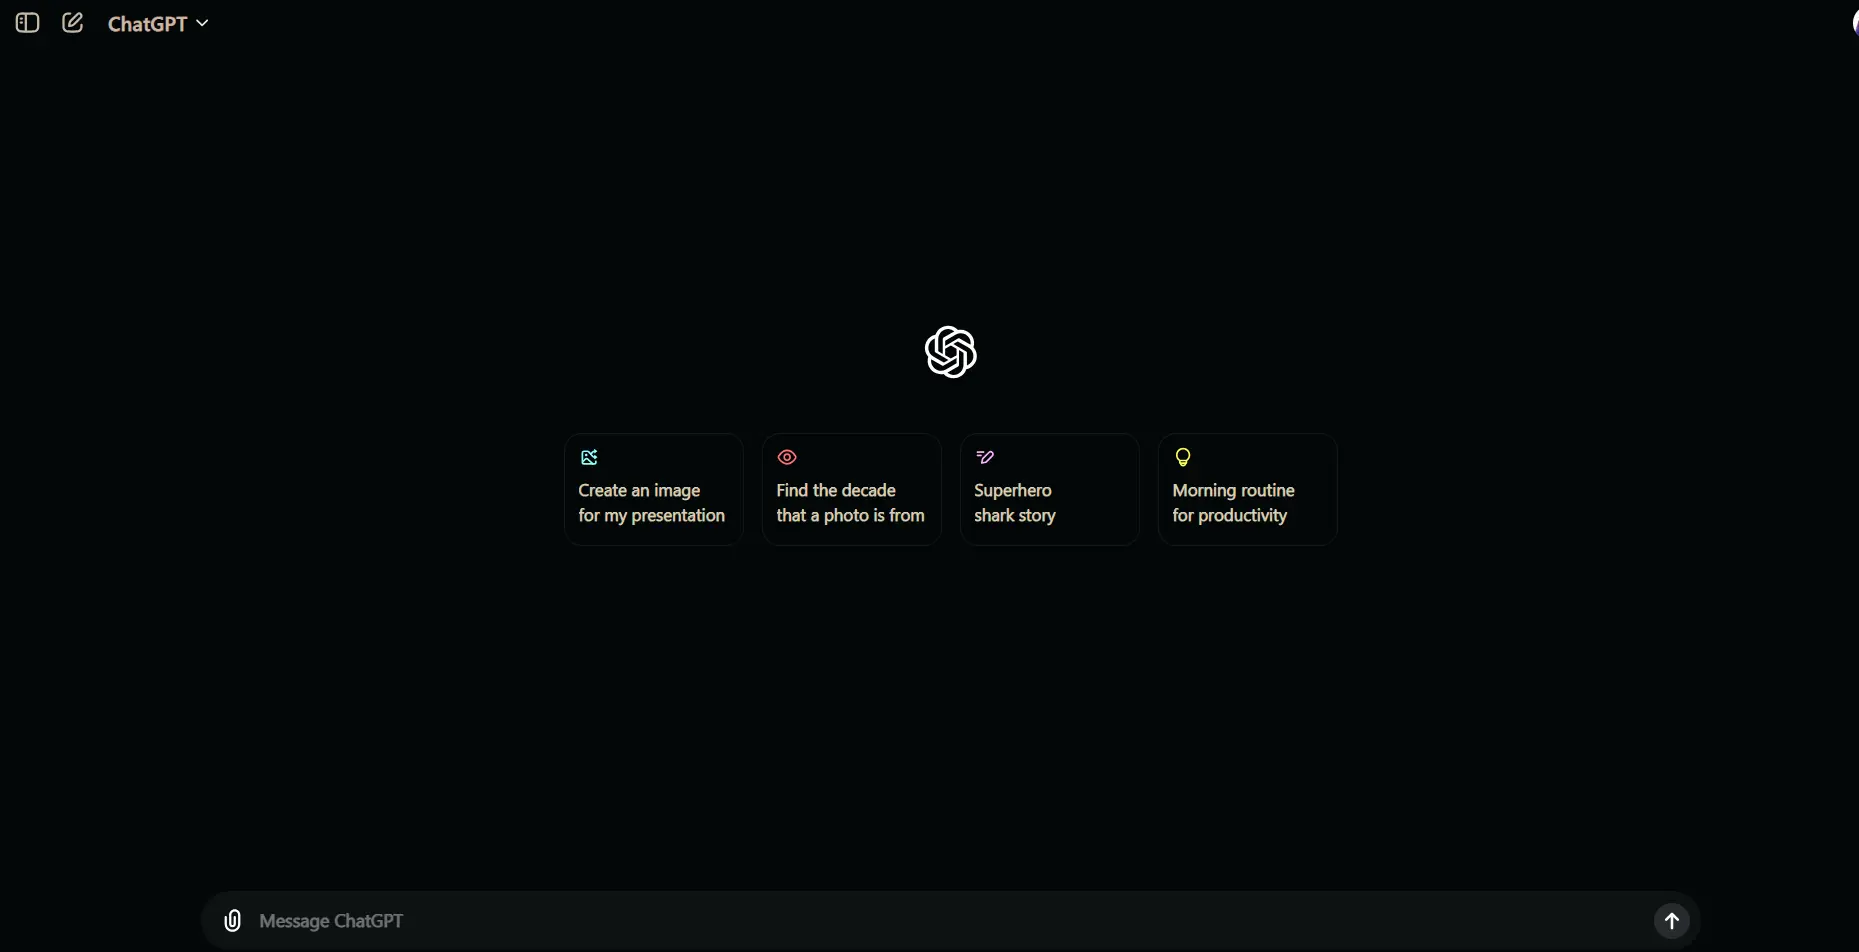 ChatGPT
Create an image
for my presentation
Find the decade
that a photo is from
Superhero
shark story
Morning routine
for productivity
Message ChatGPT